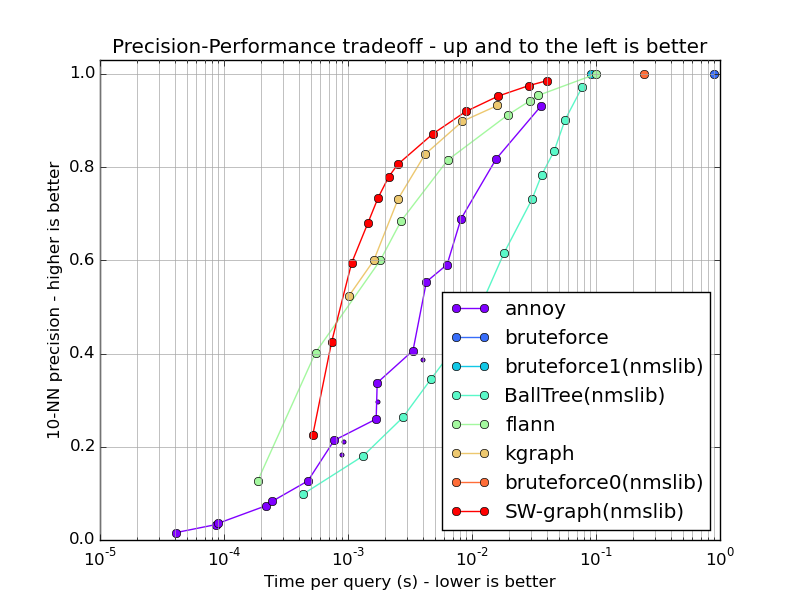 Precision-Performance tradeoff - up and to the left is better
10-NN precision - higher is better
1.0
0.8
0.6
0.4
0.2
0.0
annoy
bruteforce
bruteforce1(nmslib)
BallTree(nmslib)
flann
kgraph
bruteforce0(nmslib)
SW-graph(nmslib)
10⁻⁵ 10⁻⁴ 10⁻³ 10⁻² 10⁻¹ 10⁰
Time per query (s) - lower is better